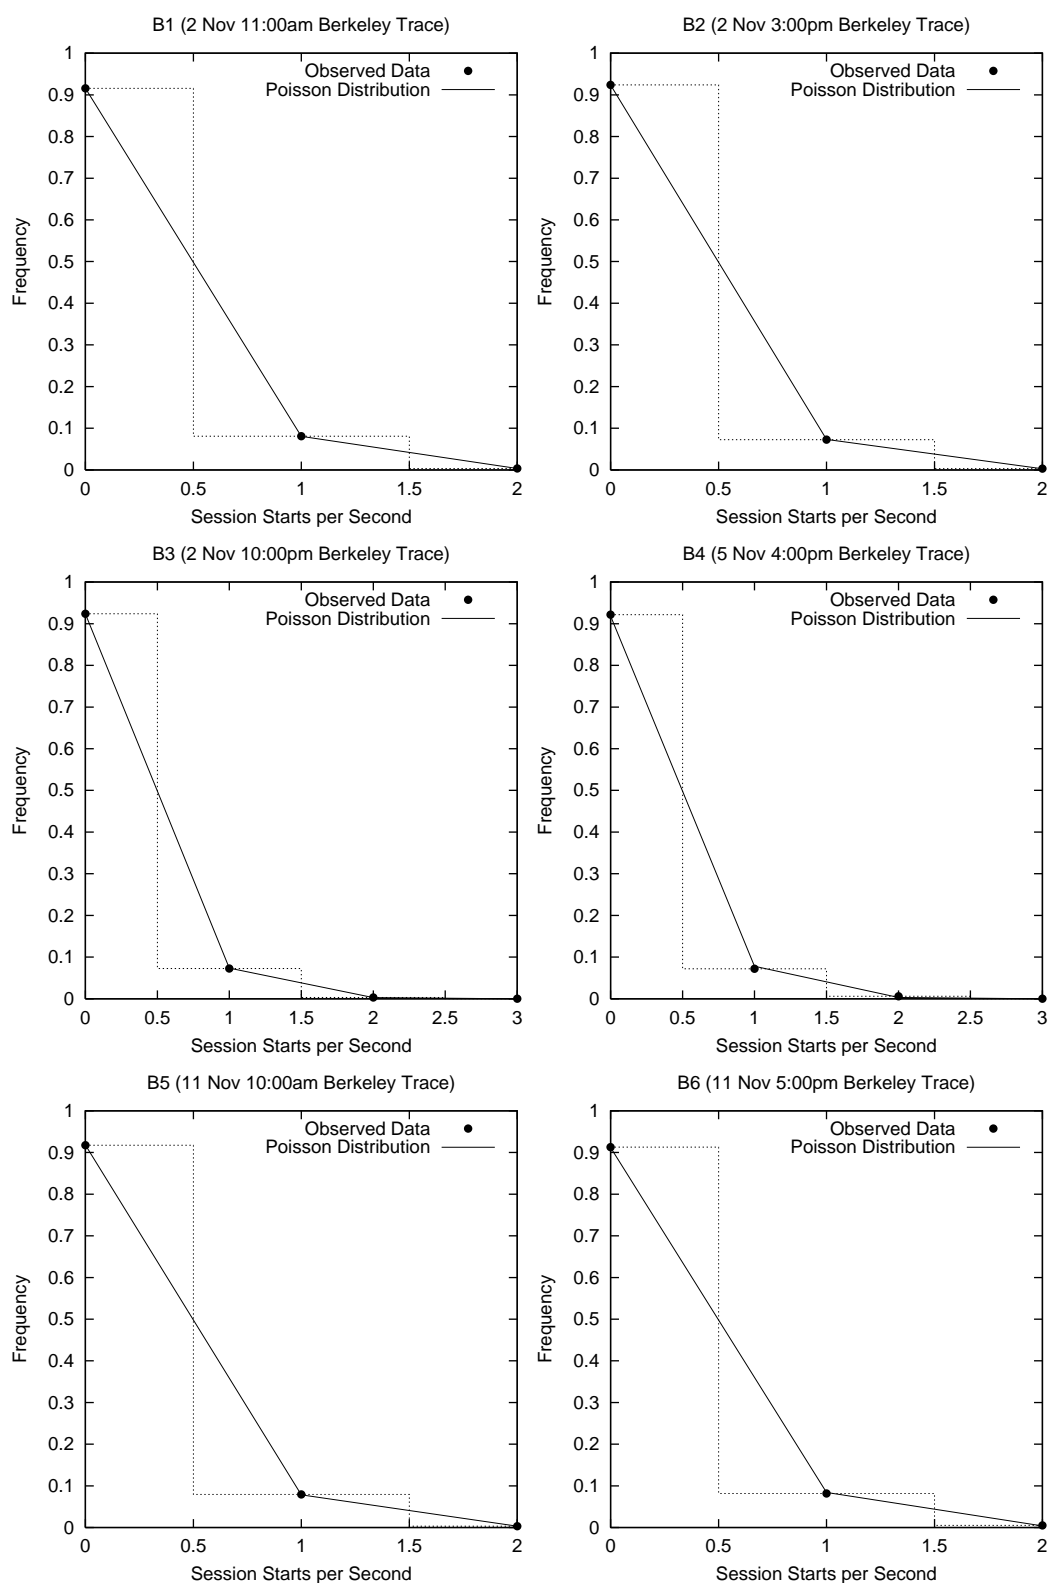 B1 (2 Nov 11:00am Berkeley Trace)
1
0.9
0.8
0.7
0.6
0.5
0.4
0.3
0.2
0.1
0
Frequency
Observed Data
Poisson Distribution
0 0.5 1 1.5 2
Session Starts per Second
B2 (2 Nov 3:00pm Berkeley Trace)
1
0.9
0.8
0.7
0.6
0.5
0.4
0.3
0.2
0.1
0
Frequency
Observed Data
Poisson Distribution
0 0.5 1 1.5 2
Session Starts per Second
B3 (2 Nov 10:00pm Berkeley Trace)
1
0.9
0.8
0.7
0.6
0.5
0.4
0.3
0.2
0.1
0
Frequency
Observed Data
Poisson Distribution
0 0.5 1 1.5 2 2.5 3
Session Starts per Second
B4 (5 Nov 4:00pm Berkeley Trace)
1
0.9
0.8
0.7
0.6
0.5
0.4
0.3
0.2
0.1
0
Frequency
Observed Data
Poisson Distribution
0 0.5 1 1.5 2 2.5 3
Session Starts per Second
B5 (11 Nov 10:00am Berkeley Trace)
1
0.9
0.8
0.7
0.6
0.5
0.4
0.3
0.2
0.1
0
Frequency
Observed Data
Poisson Distribution
0 0.5 1 1.5 2
Session Starts per Second
B6 (11 Nov 5:00pm Berkeley Trace)
1
0.9
0.8
0.7
0.6
0.5
0.4
0.3
0.2
0.1
0
Frequency
Observed Data
Poisson Distribution
0 0.5 1 1.5 2
Session Starts per Second